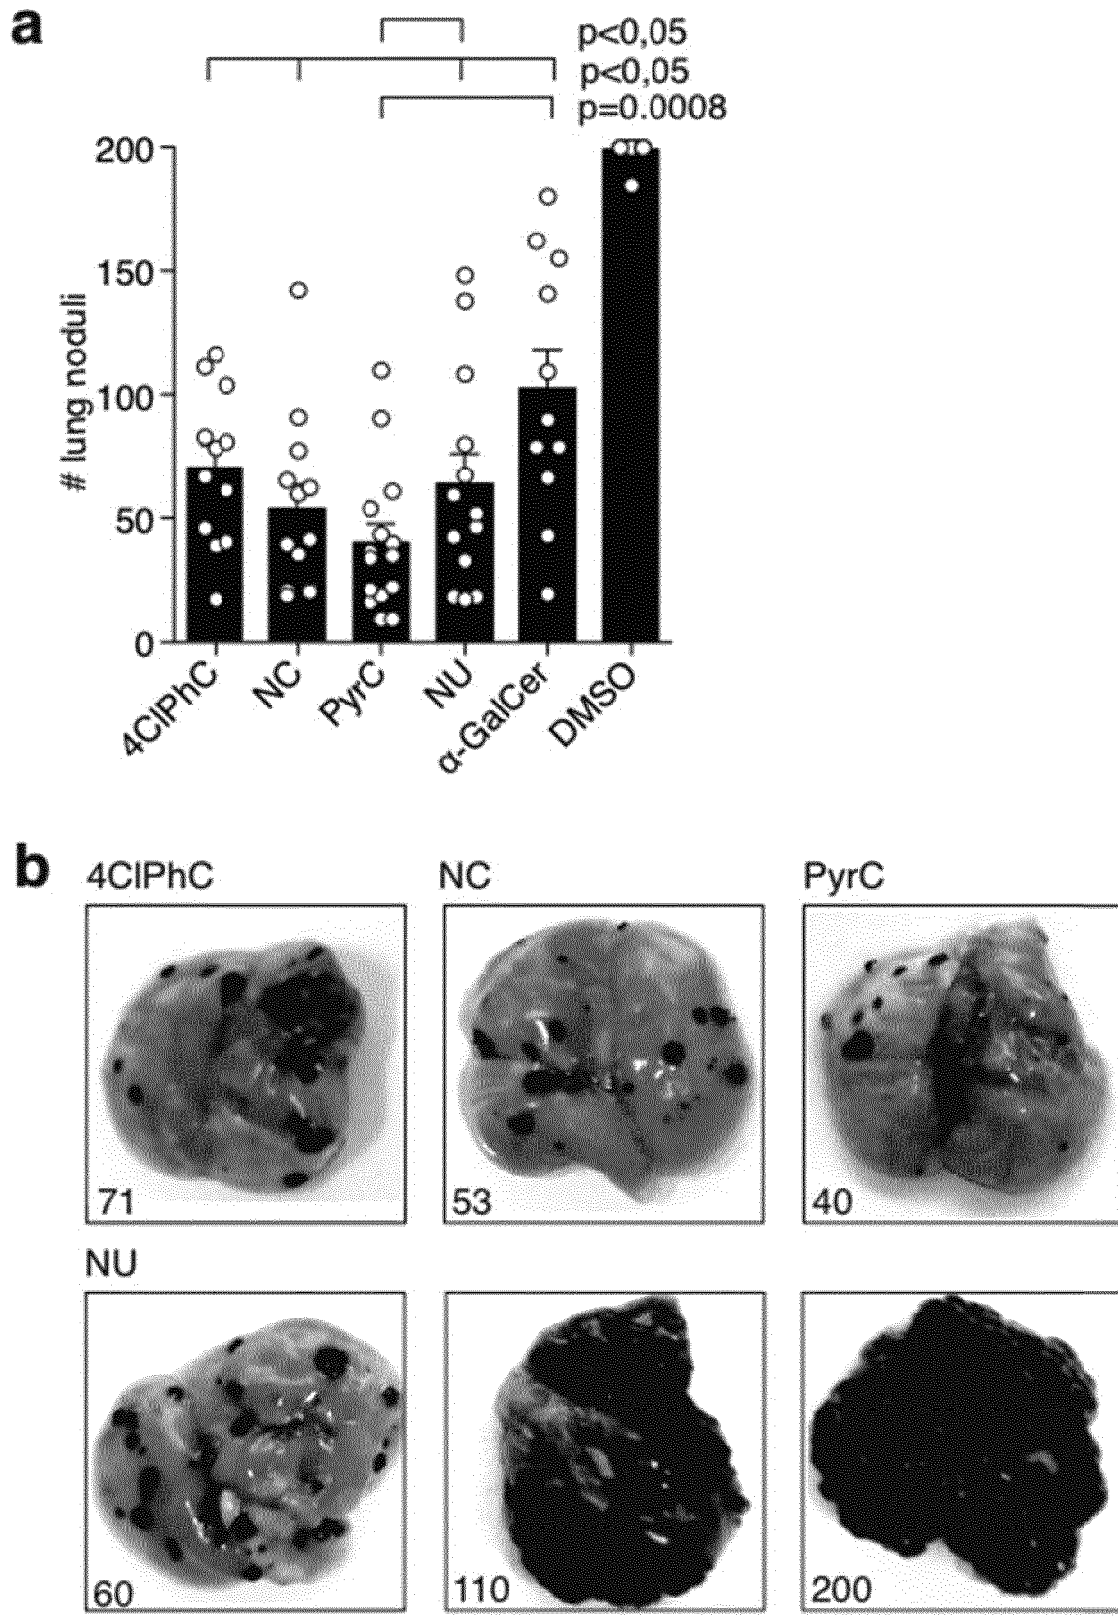 a
p<0,05
p<0,05
p=0.0008
200
150
100
50
0
# lung noduli
4ClPhC
NC
PyrC
NU
α-GalCer
DMSO
b
4ClPhC
NC
PyrC
71
53
40
NU
60
110
200